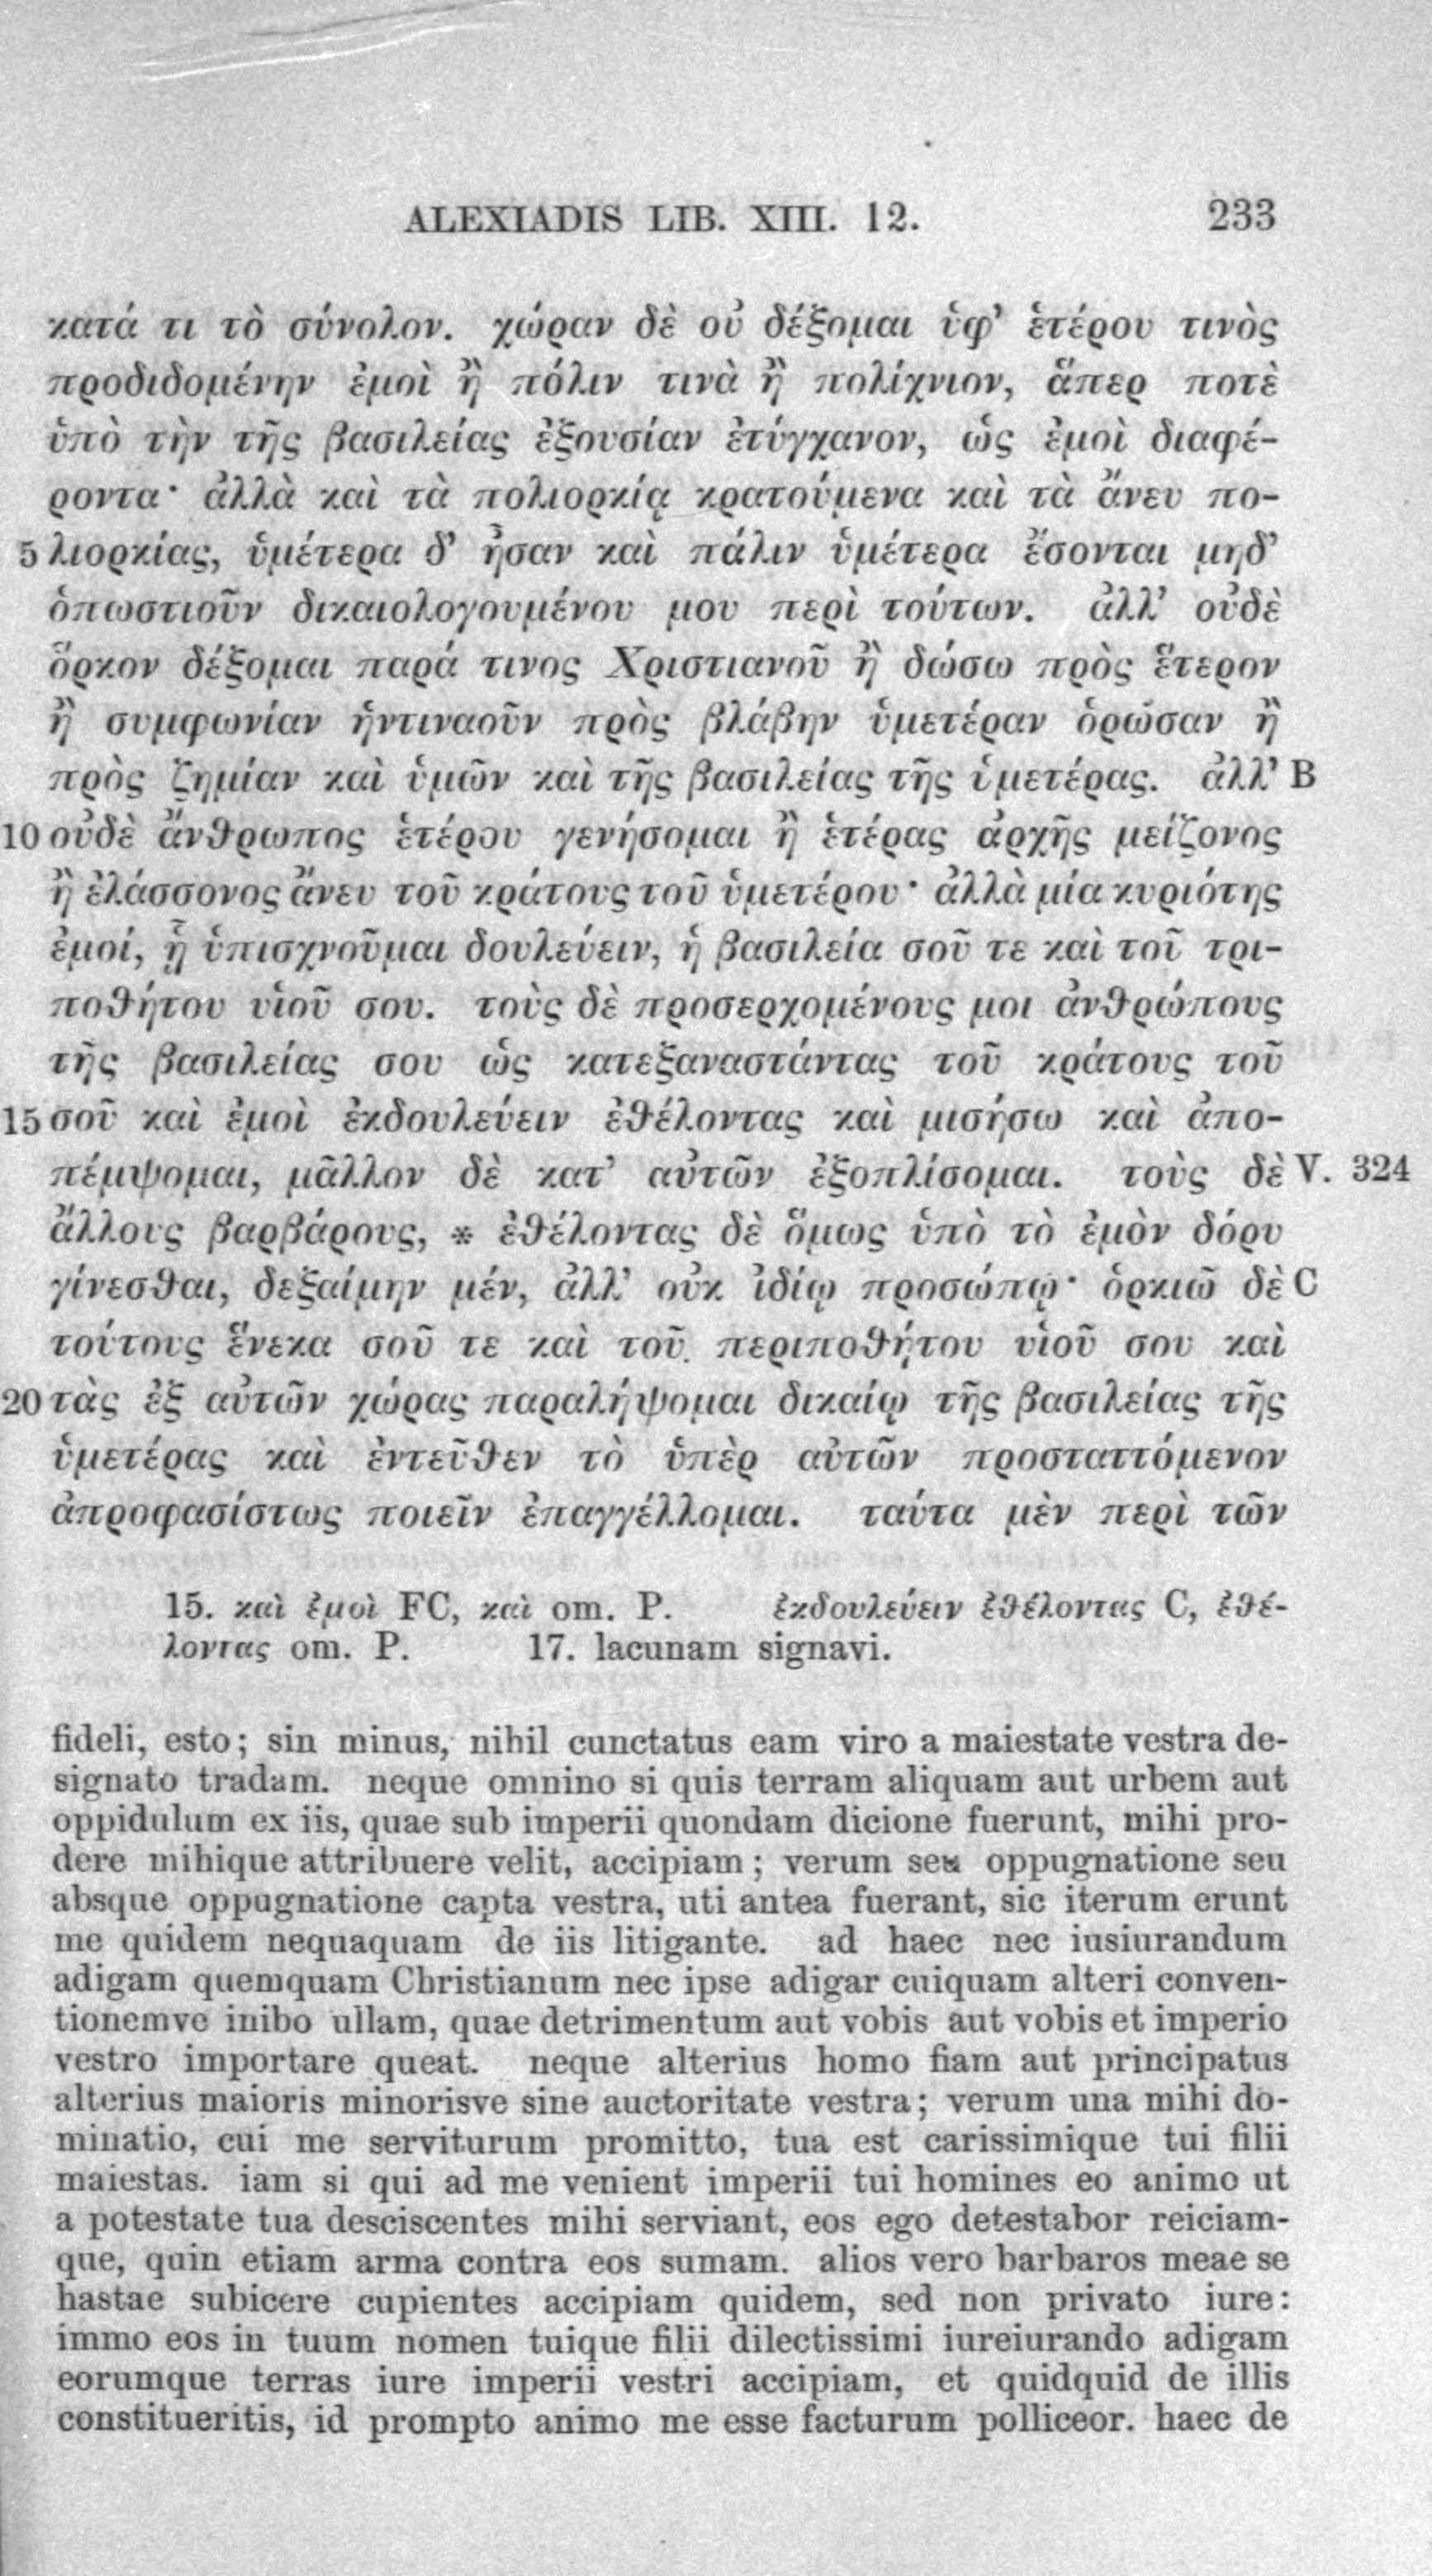 ALEXIADIS LIB. XIII. 12. 233
κατά τι τὸ σύνολον. χώραν δὲ οὐ δέξομαι ὑφ' ἑτέρου τινὸς
προδιδομένην ἐμοὶ ἢ πόλιν τινὰ ἢ πολίχνιον, ἅπερ ποτὲ
ὑπὸ τὴν τῆς βασιλείας ἐξουσίαν ἐτύγχανον, ὡς ἐμοὶ διαφέ-
ροντα· ἀλλὰ καὶ τὰ πολιορκίᾳ κρατούμενα καὶ τὰ ἄνευ πο-
5 λιορκίας, ὑμέτερα δ' ἦσαν καὶ πάλιν ὑμέτερα ἔσονται μηδ'
ὁπωστιοῦν δικαιολογουμένου μου περὶ τούτων. ἀλλ' οὐδὲ
ὅρκον δέξομαι παρά τινος Χριστιανοῦ ἢ δώσω πρὸς ἕτερον
ἢ συμφωνίαν ἡντιναοῦν πρὸς βλάβην ὑμετέραν ὁρῶσαν ἢ
πρὸς ζημίαν καὶ ὑμῶν καὶ τῆς βασιλείας τῆς ὑμετέρας. ἀλλ' B
10 οὐδὲ ἄνθρωπος ἑτέρου γενήσομαι ἢ ἑτέρας ἀρχῆς μείζονος
ἢ ἐλάσσονος ἄνευ τοῦ κράτους τοῦ ὑμετέρου· ἀλλὰ μία κυριότης
ἐμοί, ᾗ ὑπισχνοῦμαι δουλεύειν, ἡ βασιλεία σοῦ τε καὶ τοῦ τρι-
ποθήτου υἱοῦ σου. τοὺς δὲ προσερχομένους μοι ἀνθρώπους
τῆς βασιλείας σου ὡς κατεξαναστάντας τοῦ κράτους τοῦ
15 σοῦ καὶ ἐμοὶ ἐκδουλεύειν ἐθέλοντας καὶ μισήσω καὶ ἀπο-
πέμψομαι, μᾶλλον δὲ κατ' αὐτῶν ἐξοπλίσομαι. τοὺς δὲ V. 324
ἄλλους βαρβάρους, * ἐθέλοντας δὲ ὅμως ὑπὸ τὸ ἐμὸν δόρυ
γίνεσθαι, δεξαίμην μέν, ἀλλ' οὐκ ἰδίῳ προσώπῳ· ὁρκιῶ δὲ C
τούτους ἕνεκα σοῦ τε καὶ τοῦ περιποθήτου υἱοῦ σου καὶ
20 τὰς ἐξ αὐτῶν χώρας παραλήψομαι δικαίῳ τῆς βασιλείας τῆς
ὑμετέρας καὶ ἐντεῦθεν τὸ ὑπὲρ αὐτῶν προσταττόμενον
ἀπροφασίστως ποιεῖν ἐπαγγέλλομαι. ταύτα μὲν περὶ τῶν
15. καὶ ἐμοὶ FC, καὶ om. P. ἐκδουλεύειν ἐθέλοντας C, ἐθέ-
λοντας om. P. 17. lacunam signavi.
fideli, esto; sin minus, nihil cunctatus eam viro a maiestate vestra de-
signato tradam. neque omnino si quis terram aliquam aut urbem aut
oppidulum ex iis, quae sub imperii quondam dicione fuerunt, mihi pro-
dere mihique attribuere velit, accipiam; verum seu oppugnatione seu
absque oppugnatione capta vestra, uti antea fuerant, sic iterum erunt
me quidem nequaquam de iis litigante. ad haec nec iusiurandum
adigam quemquam Christianum nec ipse adigar cuiquam alteri conven-
tionemve inibo ullam, quae detrimentum aut vobis aut vobis et imperio
vestro importare queat. neque alterius homo fiam aut principatus
alterius maioris minorisve sine auctoritate vestra; verum una mihi do-
minatio, cui me serviturum promitto, tua est carissimique tui filii
maiestas. iam si qui ad me venient imperii tui homines eo animo ut
a potestate tua desciscentes mihi serviant, eos ego detestabor reiciam-
que, quin etiam arma contra eos sumam. alios vero barbaros meae se
hastae subicere cupientes accipiam quidem, sed non privato iure:
immo eos in tuum nomen tuique filii dilectissimi iureiurando adigam
eorumque terras iure imperii vestri accipiam, et quidquid de illis
constitueritis, id prompto animo me esse facturum polliceor. haec de